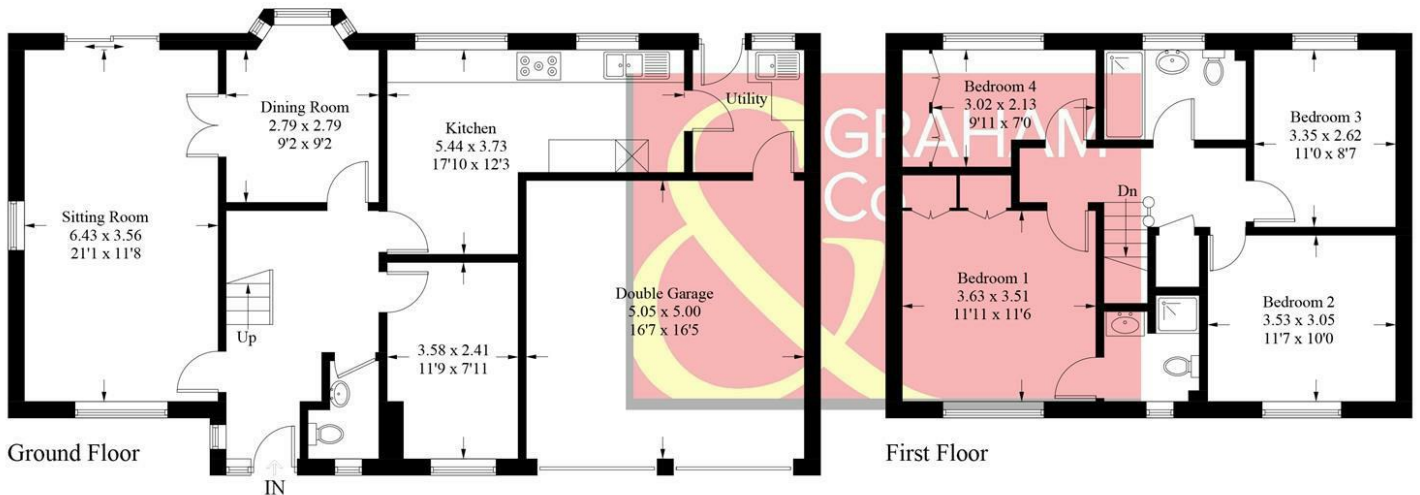 Dining Room
2.79 x 2.79
9'2 x 9'2
Kitchen
5.44 x 3.73
17'10 x 12'3
Utility
Sitting Room
6.43 x 3.56
21'1 x 11'8
Up
3.58 x 2.41
11'9 x 7'11
Double Garage
5.05 x 5.00
16'7 x 16'5
Ground Floor
IN
GRAHAM
&
Co
Bedroom 4
3.02 x 2.13
9'11 x 7'0
Bedroom 3
3.35 x 2.62
11'0 x 8'7
Dn
Bedroom 1
3.63 x 3.51
11'11 x 11'6
Bedroom 2
3.53 x 3.05
11'7 x 10'0
First Floor